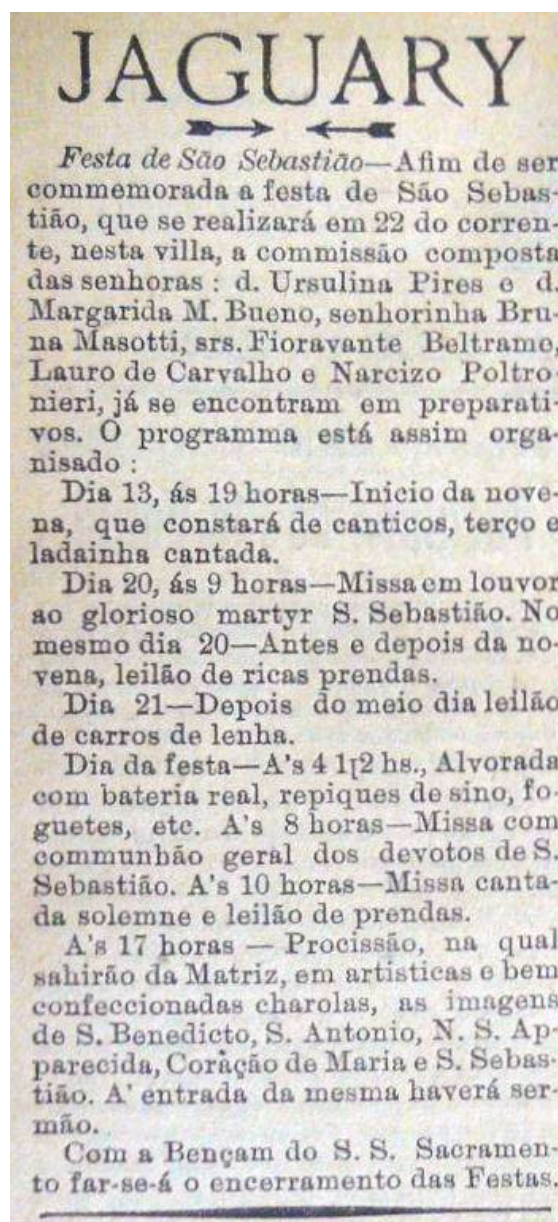 JAGUARY
Festa de São Sebastião—Afim de ser
commemorada a festa de São Sebas-
tião, que se realizará em 22 do corren-
te, nesta villa, a commissão composta
das senhoras : d. Ursulina Pires e d.
Margarida M. Bueno, senhorinha Bru-
na Masotti, srs. Fioravante Beltrame,
Lauro de Carvalho e Narcizo Poltro-
nieri, já se encontram em preparati-
vos. O programma está assim orga-
nisado :
Dia 13, ás 19 horas—Inicio da nove-
na, que constará de canticos, terço e
ladainha cantada.
Dia 20, ás 9 horas—Missa em louvor
ao glorioso martyr S. Sebastião. No
mesmo dia 20—Antes e depois da no-
vena, leilão de ricas prendas.
Dia 21—Depois do meio dia leilão
de carros de lenha.
Dia da festa—A's 4 1[2 hs., Alvorada
com bateria real, repiques de sino, fo-
guetes, etc. A's 8 horas—Missa com
communhão geral dos devotos de S.
Sebastião. A's 10 horas—Missa canta-
da solemne e leilão de prendas.
A's 17 horas — Procissão, na qual
sahirão da Matriz, em artisticas e bem
confeccionadas charolas, as imagens
de S. Benedicto, S. Antonio, N. S. Ap-
parecida, Coração de Maria e S. Sebas-
tião. A' entrada da mesma haverá ser-
mão.
Com a Bençam do S. S. Sacramen-
to far-se-á o encerramento das Festas.